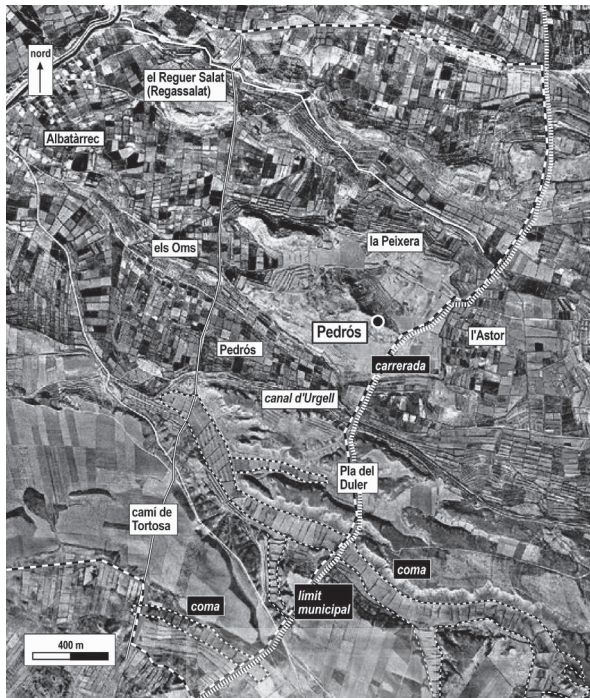 nord
el Reguer Salat
(Regassalat)
Albatàrrec
els Oms
la Peixera
Pedrós
Pedrós
l'Astor
carrerada
canal d'Urgell
Pla del
Duler
camí de
Tortosa
coma
coma
límit
municipal
400 m